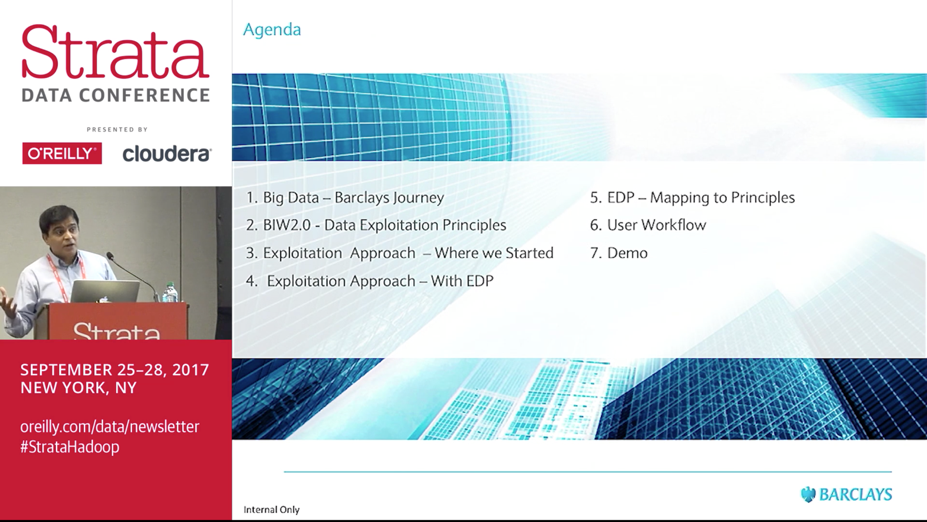 Strata
DATA CONFERENCE
PRESENTED BY
O'REILLY® cloudera®
Strata
SEPTEMBER 25–28, 2017
NEW YORK, NY
oreilly.com/data/newsletter
#StrataHadoop
Agenda
1. Big Data – Barclays Journey
2. BIW2.0 - Data Exploitation Principles
3. Exploitation Approach – Where we Started
4. Exploitation Approach – With EDP
5. EDP – Mapping to Principles
6. User Workflow
7. Demo
BARCLAYS
Internal Only